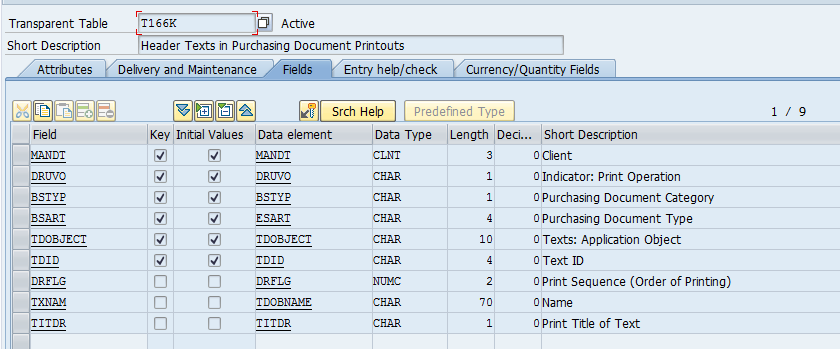 Transparent Table T166K Active
Short Description Header Texts in Purchasing Document Printouts
Attributes Delivery and Maintenance Fields Entry help/check Currency/Quantity Fields
Srch Help Predefined Type 1 / 9
Field Key Initial Values Data element Data Type Length Deci... Short Description
MANDT MANDT CLNT 3 0 Client
DRUVO DRUVO CHAR 1 0 Indicator: Print Operation
BSTYP BSTYP CHAR 1 0 Purchasing Document Category
BSART ESART CHAR 4 0 Purchasing Document Type
TDOBJECT TDOBJECT CHAR 10 0 Texts: Application Object
TDID TDID CHAR 4 0 Text ID
DRFLG DRFLG NUMC 2 0 Print Sequence (Order of Printing)
TXNAM TDOBNAME CHAR 70 0 Name
TITDR TITDR CHAR 1 0 Print Title of Text